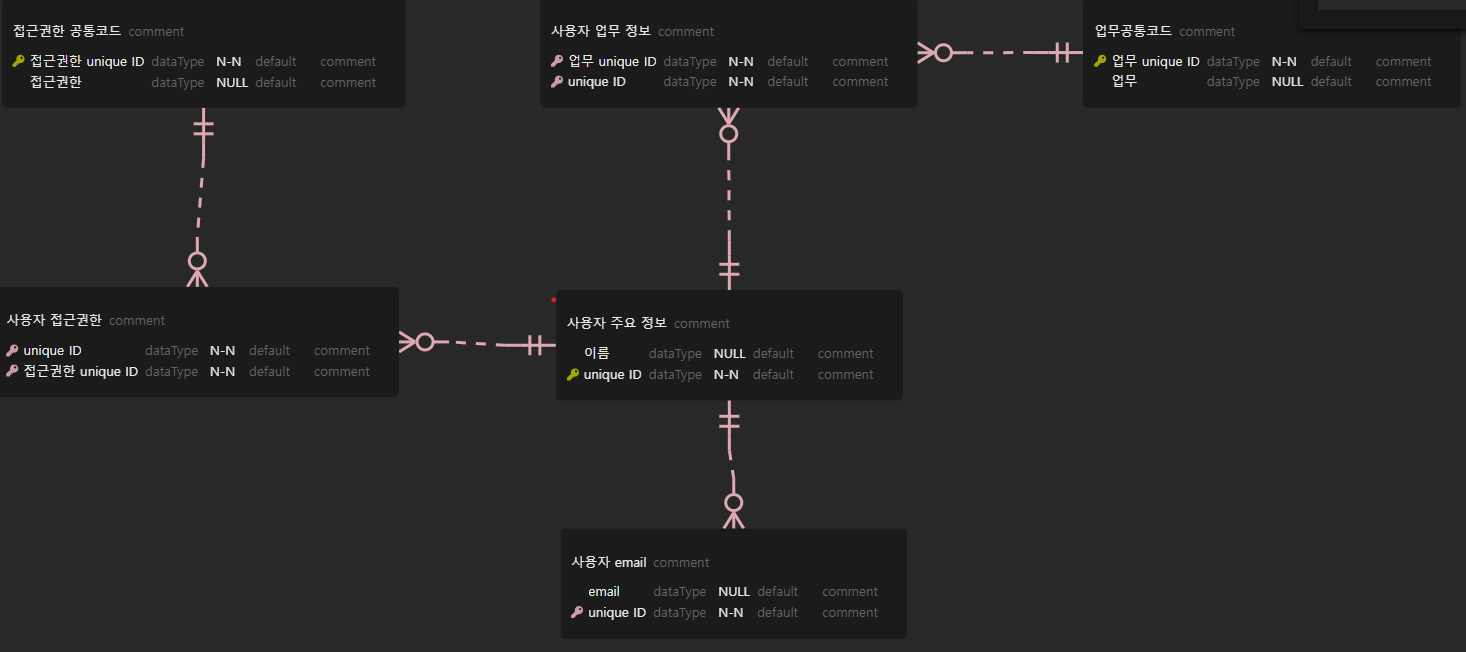 접근권한 공통코드 comment
접근권한 unique ID dataType N-N default comment
접근권한 dataType NULL default comment
사용자 업무 정보 comment
업무 unique ID dataType N-N default comment
unique ID dataType N-N default comment
업무공통코드 comment
업무 unique ID dataType N-N default comment
업무 dataType NULL default comment
사용자 접근권한 comment
unique ID dataType N-N default comment
접근권한 unique ID dataType N-N default comment
사용자 주요 정보 comment
이름 dataType NULL default comment
unique ID dataType N-N default comment
사용자 email comment
email dataType NULL default comment
unique ID dataType N-N default comment